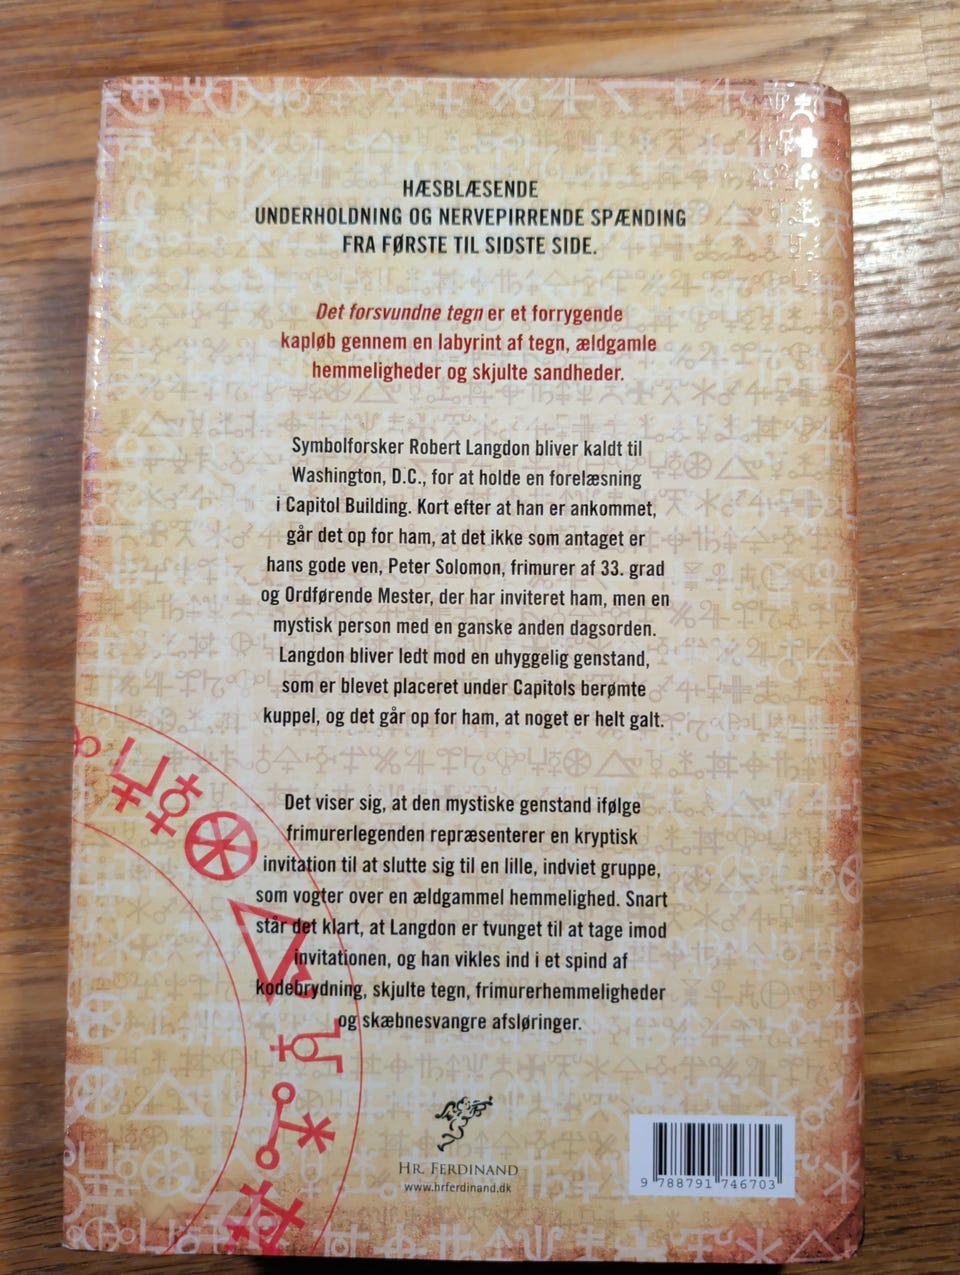 HÆSBLÆSENDE
UNDERHOLDNING OG NERVEPIRRENDE SPÆNDING
FRA FØRSTE TIL SIDSTE SIDE.
Det forsvundne tegn er et forrygende
kapløb gennem en labyrint af tegn, ældgamle
hemmeligheder og skjulte sandheder.
Symbolforsker Robert Langdon bliver kaldt til
Washington, D.C., for at holde en forelæsning
i Capitol Building. Kort efter at han er ankommet,
går det op for ham, at det ikke som antaget er
hans gode ven, Peter Solomon, frimurer af 33. grad
og Ordførende Mester, der har inviteret ham, men en
mystisk person med en ganske anden dagsorden.
Langdon bliver ledt mod en uhyggelig genstand,
som er blevet placeret under Capitols berømte
kuppel, og det går op for ham, at noget er helt galt.
Det viser sig, at den mystiske genstand ifølge
frimurerlegenden repræsenterer en kryptisk
invitation til at slutte sig til en lille, indviet gruppe,
som vogter over en ældgammel hemmelighed. Snart
står det klart, at Langdon er tvunget til at tage imod
invitationen, og han vikles ind i et spind af
kodebrydning, skjulte tegn, frimurerhemmeligheder
og skæbnesvangre afsløringer.
HR. FERDINAND
www.hrferdinand.dk
9 788791 746703